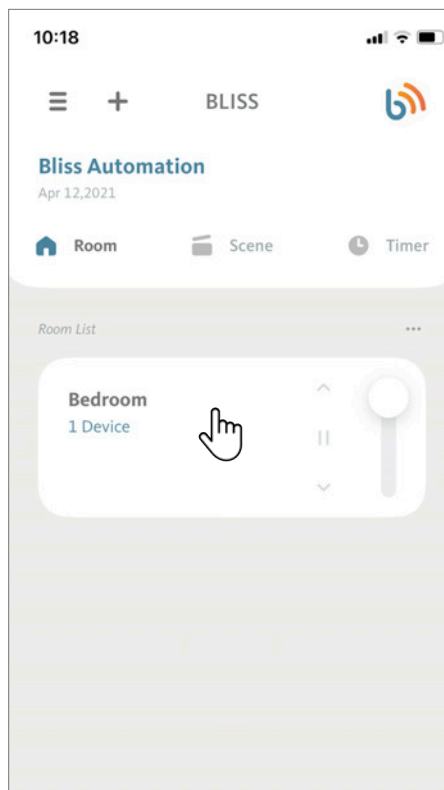 10:18
BLISS
Bliss Automation
Apr 12,2021
Room Scene Timer
Room List
Bedroom
1 Device